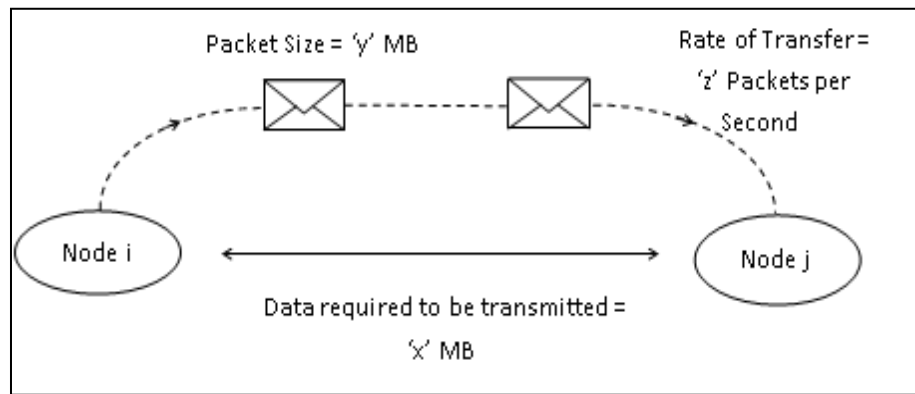 Packet Size = ‘y’ MB
Rate of Transfer=
‘z’ Packets per
Second
Node i
Node j
Data required to be transmitted =
‘x’ MB